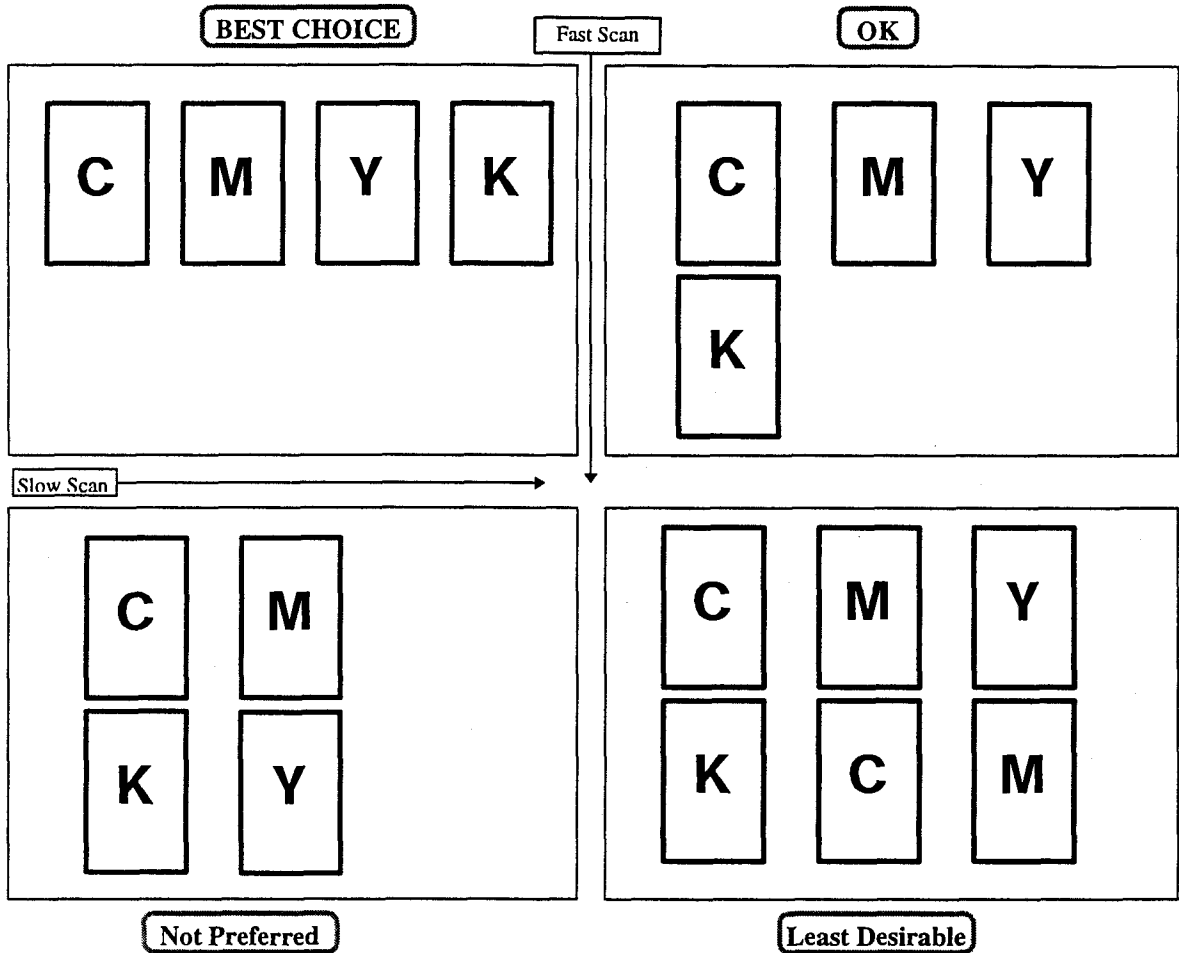 BEST CHOICE
Fast Scan
OK
C M Y K
C M Y
K
Slow Scan
C M
K Y
C M Y
K C M
Not Preferred
Least Desirable